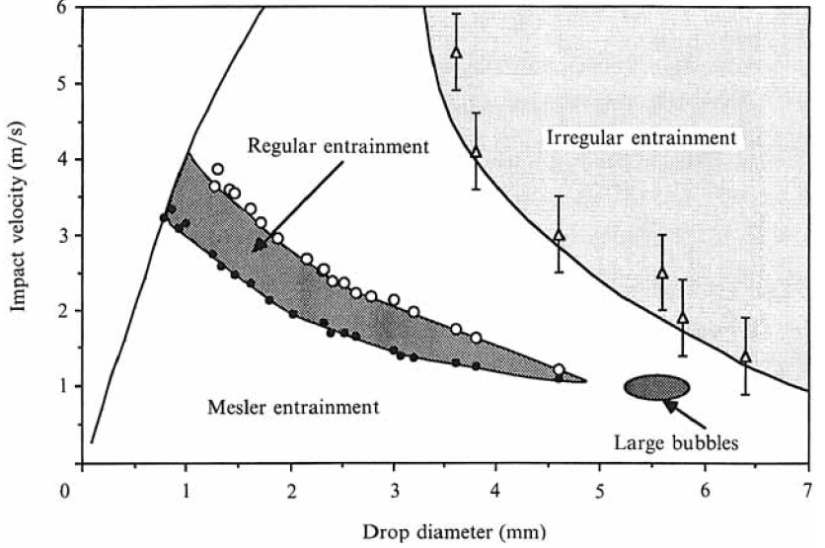 6
5
Irregular entrainment
Regular entrainment
4
Impact velocity (m/s)
3
2
1
Mesler entrainment
Large bubbles
0 1 2 3 4 5 6 7
Drop diameter (mm)